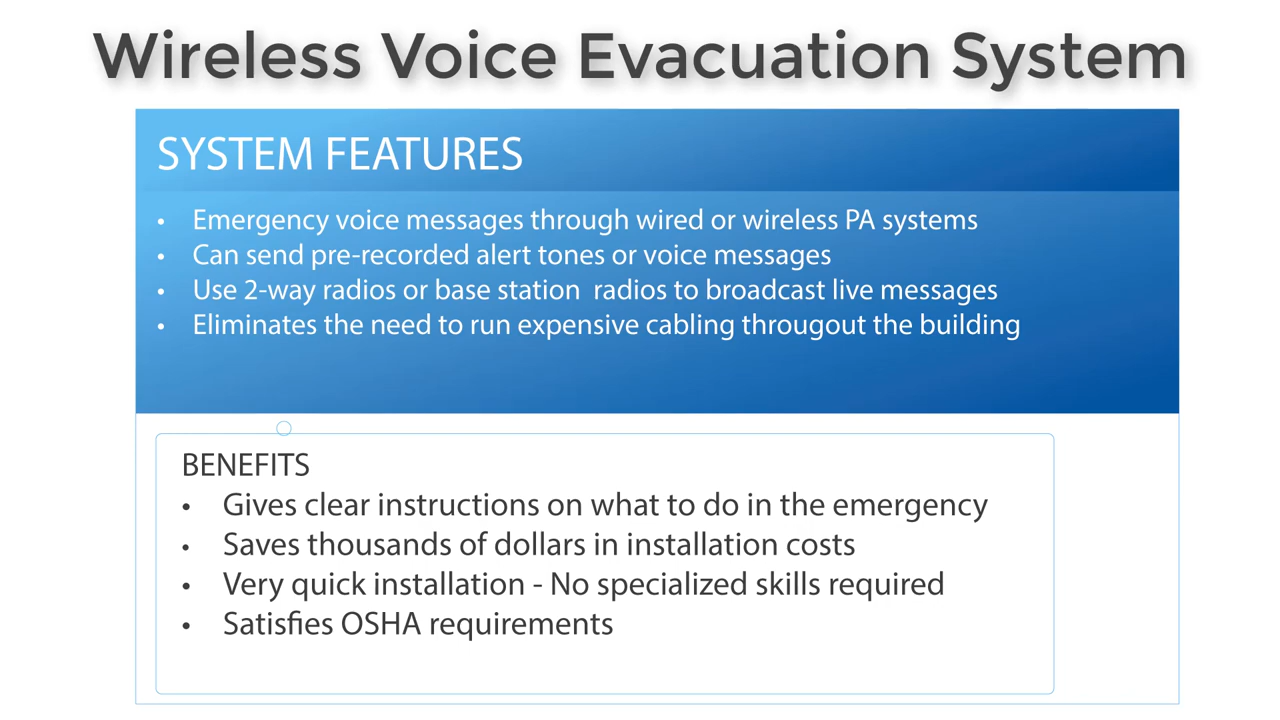 Wireless Voice Evacuation System
SYSTEM FEATURES
• Emergency voice messages through wired or wireless PA systems
• Can send pre-recorded alert tones or voice messages
• Use 2-way radios or base station  radios to broadcast live messages
• Eliminates the need to run expensive cabling througout the building
BENEFITS
• Gives clear instructions on what to do in the emergency
• Saves thousands of dollars in installation costs
• Very quick installation - No specialized skills required
• Satisfies OSHA requirements